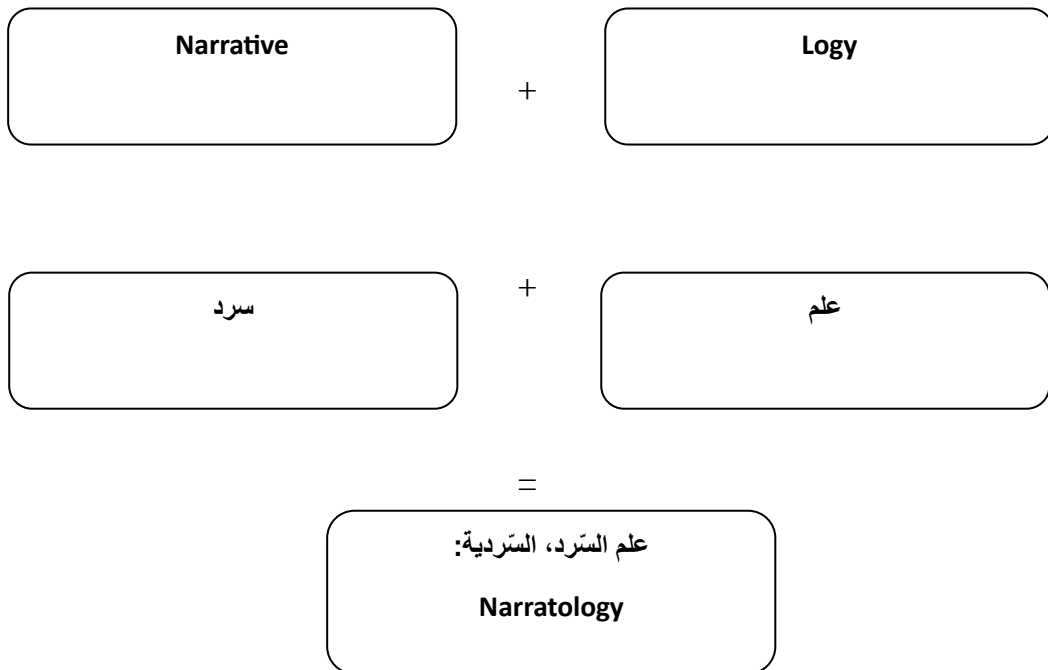 Narrative
+
Logy
سرد
+
علم
=
علم السّرد، السّردية:
Narratology